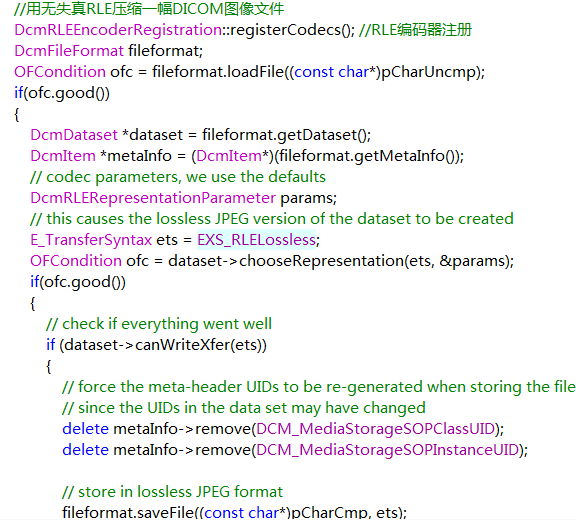 //用无失真RLE压缩一幅DICOM图像文件
DcmRLEEncoderRegistration::registerCodecs(); //RLE编码器注册
DcmFileFormat fileformat;
OFCondition ofc = fileformat.loadFile((const char*)pCharUncmp);
if(ofc.good())
{
DcmDataset *dataset = fileformat.getDataset();
DcmItem *metaInfo = (DcmItem*)(fileformat.getMetaInfo());
// codec parameters, we use the defaults
DcmRLERepresentationParameter params;
// this causes the lossless JPEG version of the dataset to be created
E_TransferSyntax ets = EXS_RLELossless;
OFCondition ofc = dataset->chooseRepresentation(ets, &params);
if(ofc.good())
{
// check if everything went well
if (dataset->canWriteXfer(ets))
{
// force the meta-header UIDs to be re-generated when storing the file
// since the UIDs in the data set may have changed
delete metaInfo->remove(DCM_MediaStorageSOPClassUID);
delete metaInfo->remove(DCM_MediaStorageSOPInstanceUID);
// store in lossless JPEG format
fileformat.saveFile((const char*)pCharCmp, ets);